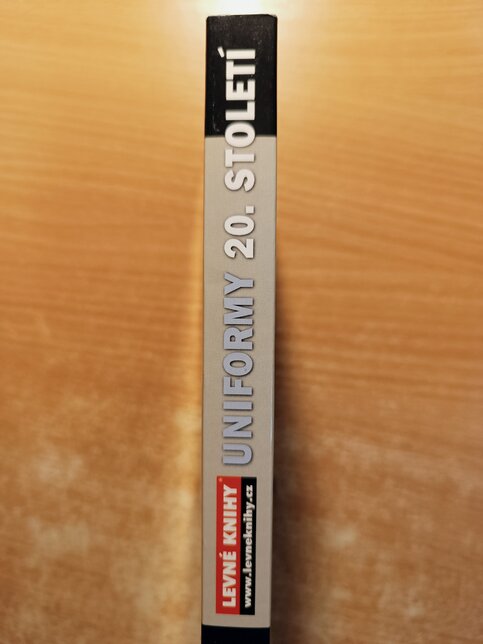 LEVNÉ KNIHY
www.levneknihy.cz
UNIFORMY 20. STOLETÍ